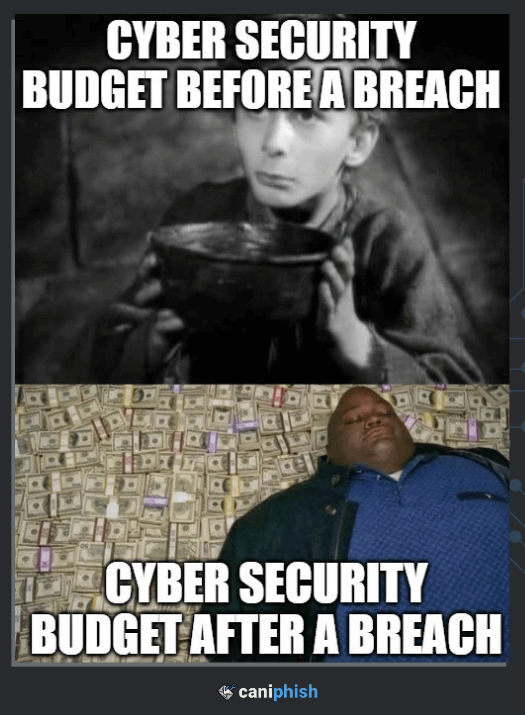 CYBER SECURITY
BUDGET BEFORE A BREACH
CYBER SECURITY
BUDGET AFTER A BREACH
caniphish